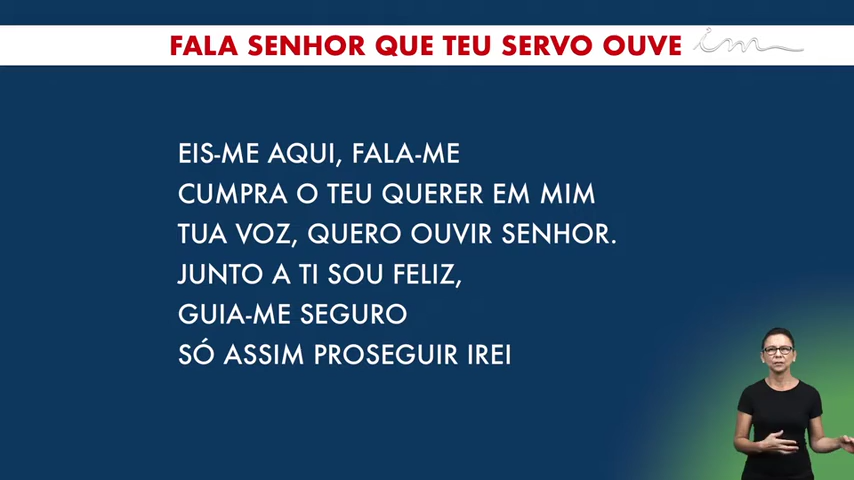 FALA SENHOR QUE TEU SERVO OUVE
EIS-ME AQUI, FALA-ME
CUMPRA O TEU QUERER EM MIM
TUA VOZ, QUERO OUVIR SENHOR.
JUNTO A TI SOU FELIZ,
GUIA-ME SEGURO
SÓ ASSIM PROSEGUIR IREI